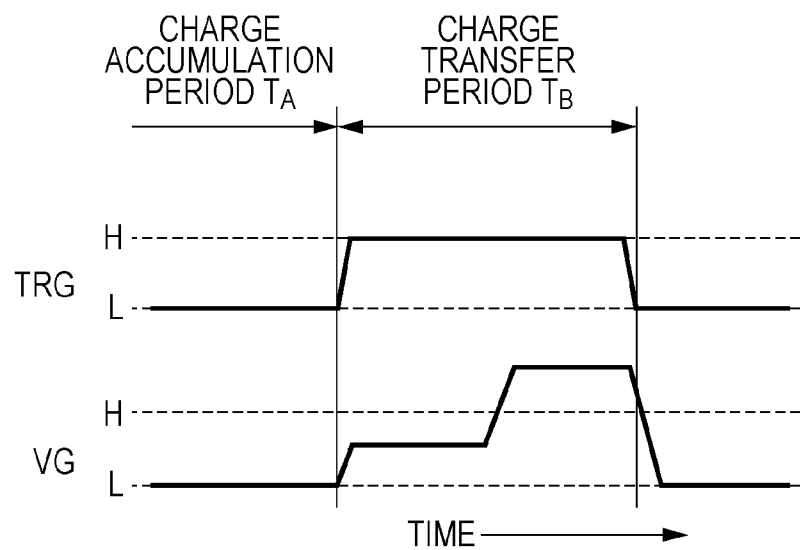 CHARGE
ACCUMULATION
PERIOD TA
CHARGE
TRANSFER
PERIOD TB
H
TRG
L
H
VG
L
TIME